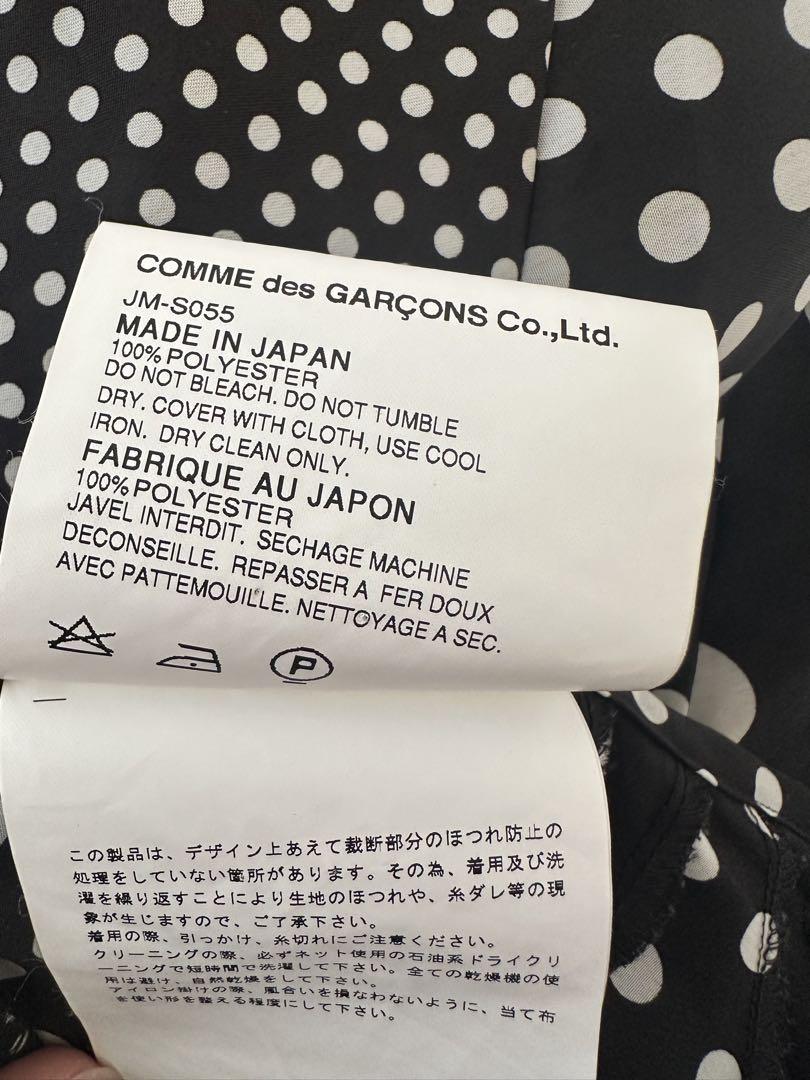 COMME des GARÇONS Co.,Ltd.
JM-S055
MADE IN JAPAN
100% POLYESTER
DO NOT BLEACH. DO NOT TUMBLE
DRY. COVER WITH CLOTH, USE COOL
IRON. DRY CLEAN ONLY.
FABRIQUE AU JAPON
100% POLYESTER
JAVEL INTERDIT. SECHAGE MACHINE
DECONSEILLE. REPASSER A FER DOUX
AVEC PATTEMOUILLE. NETTOYAGE A SEC.
P
この製品は、デザイン上あえて裁断部分のほつれ防止の
処理をしていない箇所があります。その為、着用及び洗
濯を繰り返すことにより生地のほつれや、糸ダレ等の現
象が生じますので、ご了承下さい。
着用の際、引っかけ、糸切れにご注意ください。
クリーニングの際、必ずネット使用の石油系ドライクリ
ーニングで短時間で洗濯して下さい。全ての乾燥機の使
用は避け、自然乾燥をして下さい。
アイロン掛けの際、風合いを損なわないように、当て布
を使い形を整える程度にして下さい。